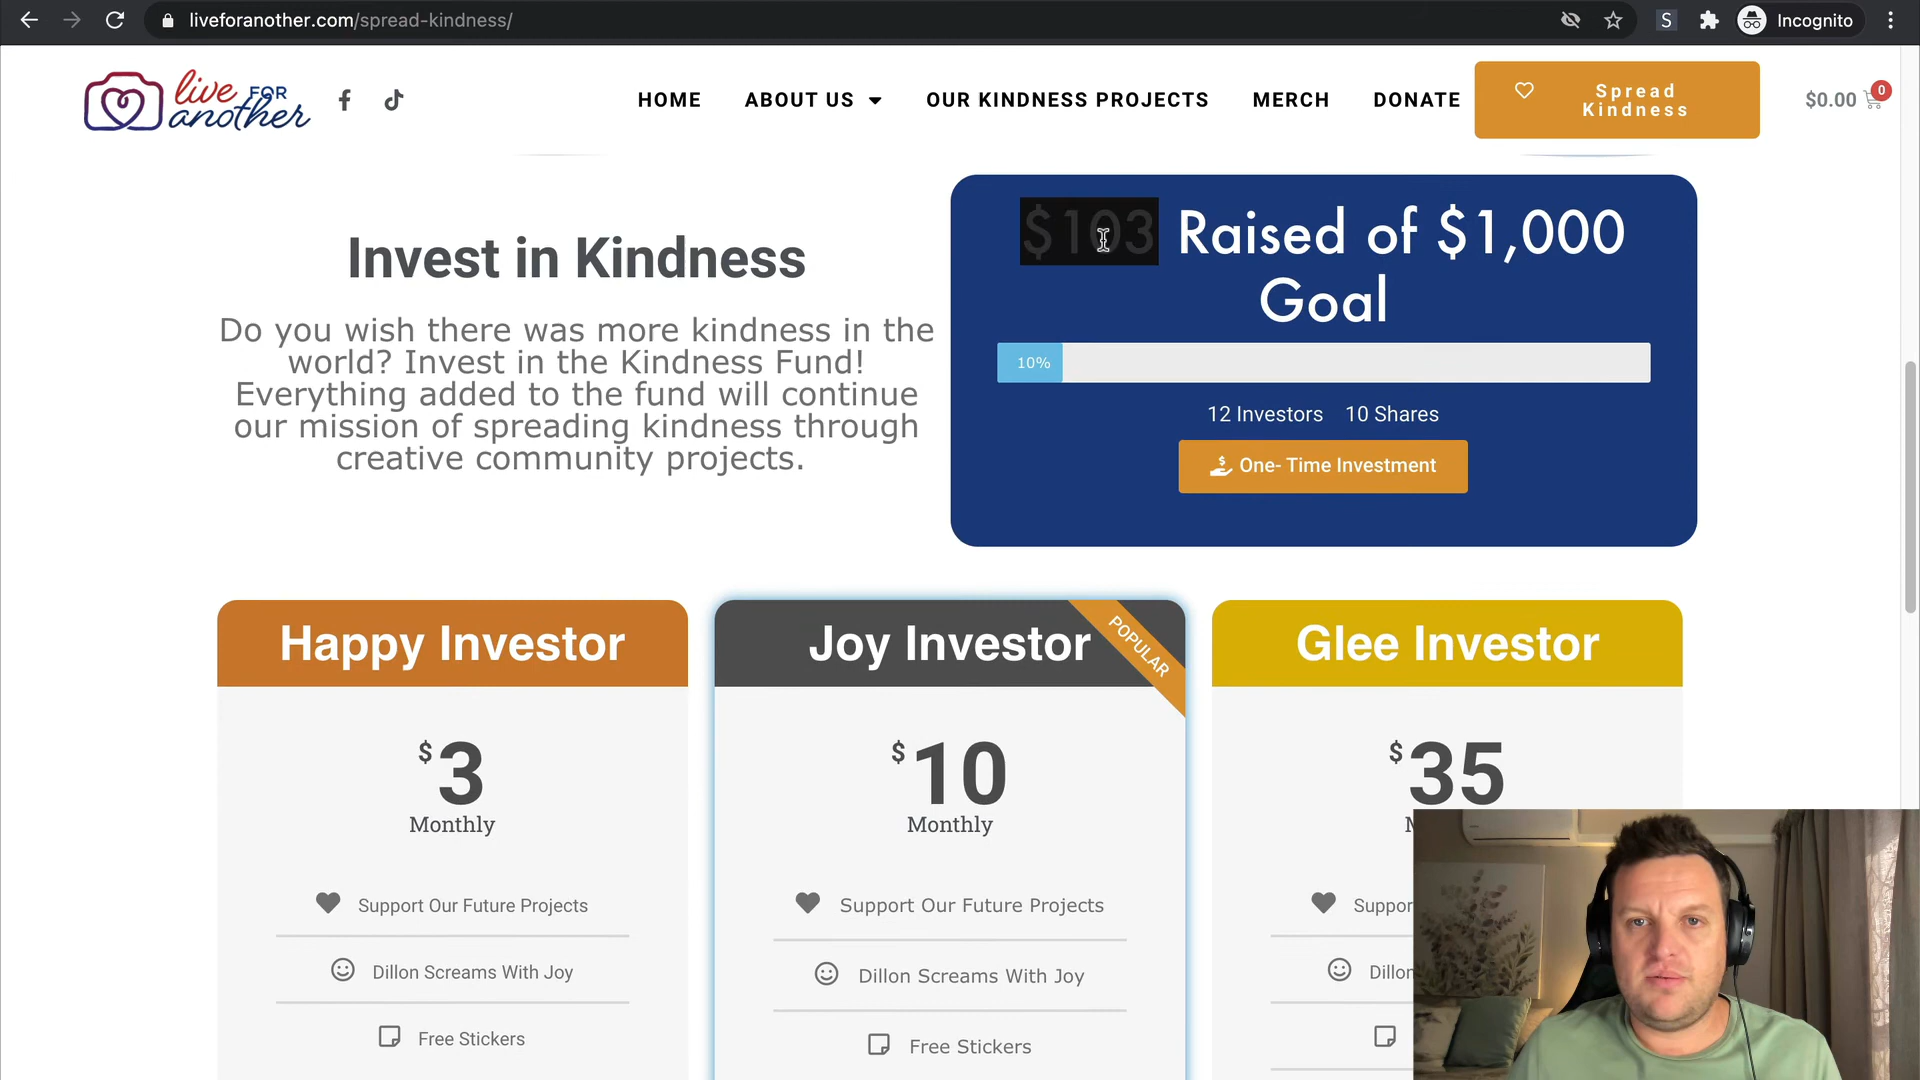 liveforanother.com/spread-kindness/
S
Incognito
live FOR another
HOME
ABOUT US
OUR KINDNESS PROJECTS
MERCH
DONATE
Spread
Kindness
$0.00
0
$103 Raised of $1,000
Goal
Invest in Kindness
Do you wish there was more kindness in the
world? Invest in the Kindness Fund!
Everything added to the fund will continue
our mission of spreading kindness through
creative community projects.
10%
12 Investors 10 Shares
One- Time Investment
Happy Investor
$3
Monthly
Support Our Future Projects
Dillon Screams With Joy
Free Stickers
Joy Investor
POPULAR
$10
Monthly
Support Our Future Projects
Dillon Screams With Joy
Free Stickers
Glee Investor
$35